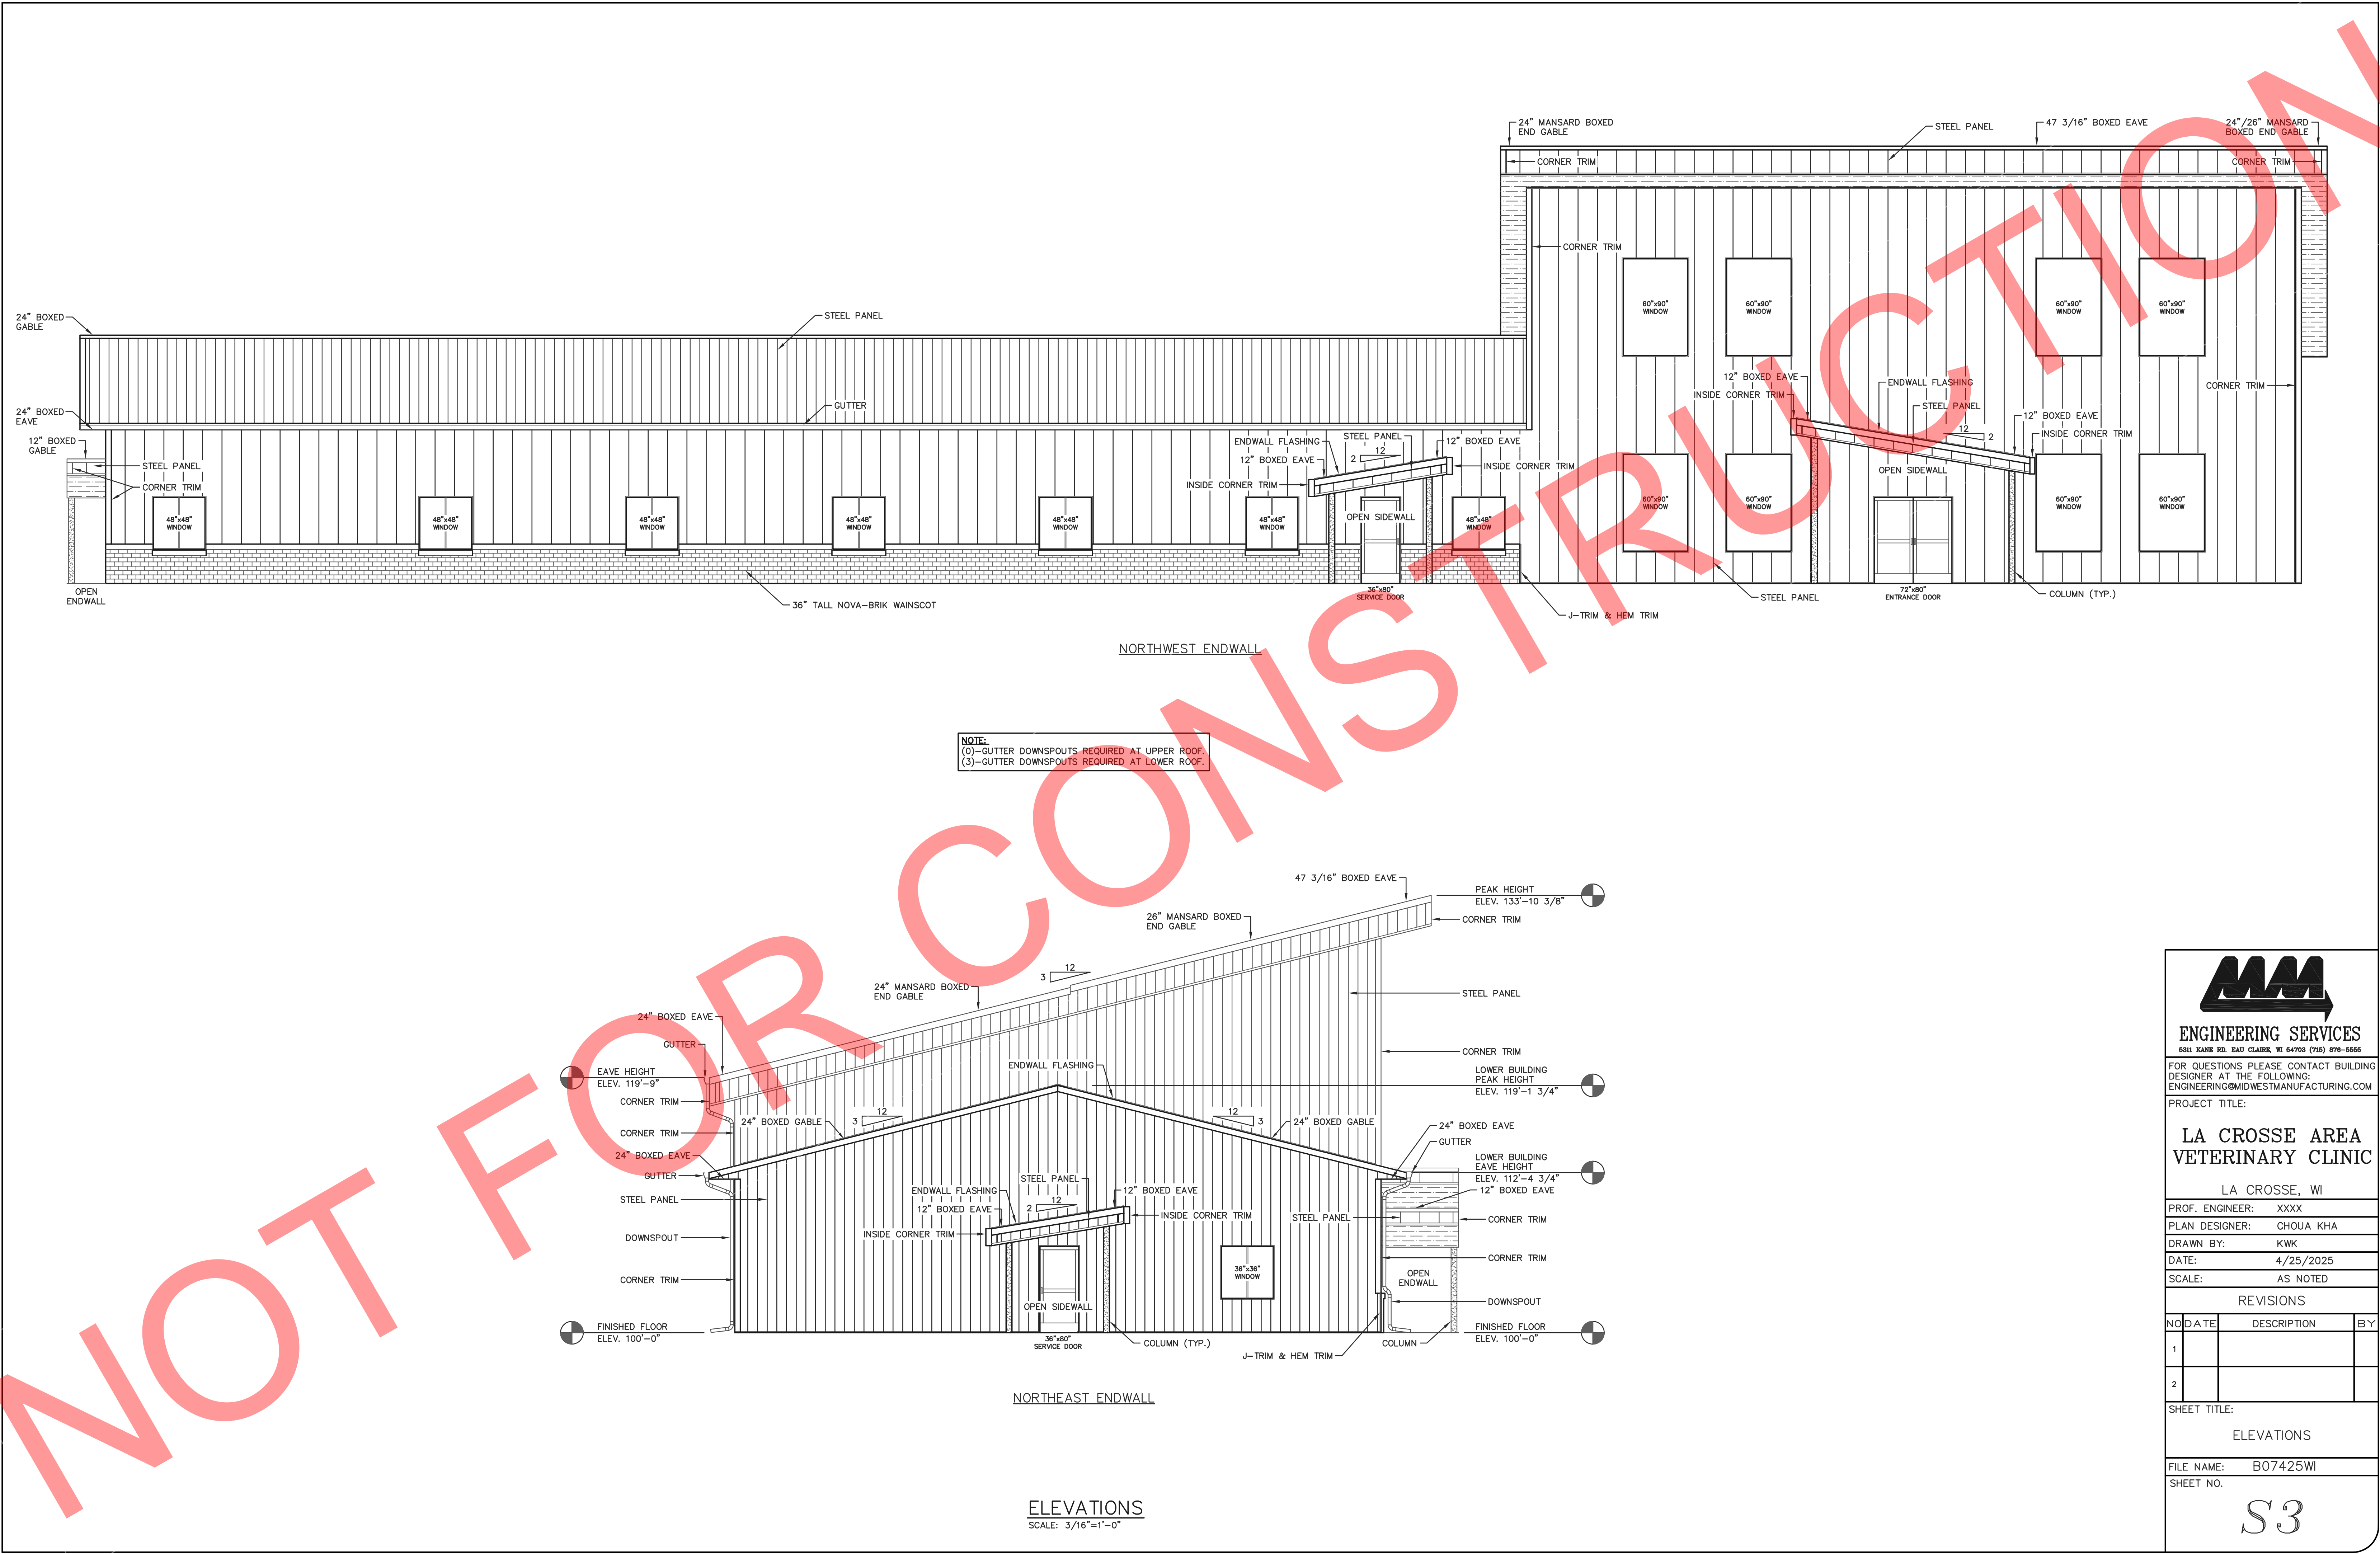 24" MANSARD BOXED
END GABLE
STEEL PANEL
47 3/16" BOXED EAVE
24"/26" MANSARD
BOXED END GABLE
CORNER TRIM
CORNER TRIM
CORNER TRIM
60"x90"
WINDOW
60"x90"
WINDOW
60"x90"
WINDOW
60"x90"
WINDOW
24" BOXED
GABLE
STEEL PANEL
12" BOXED EAVE
ENDWALL FLASHING
CORNER TRIM
INSIDE CORNER TRIM
24" BOXED
EAVE
GUTTER
STEEL PANEL
12" BOXED EAVE
12
2
INSIDE CORNER TRIM
12" BOXED
GABLE
ENDWALL FLASHING
STEEL PANEL
12" BOXED EAVE
12
2
12" BOXED EAVE
STEEL PANEL
INSIDE CORNER TRIM
OPEN SIDEWALL
CORNER TRIM
INSIDE CORNER TRIM
48"x48"
WINDOW
48"x48"
WINDOW
48"x48"
WINDOW
48"x48"
WINDOW
48"x48"
WINDOW
48"x48"
WINDOW
OPEN SIDEWALL
48"x48"
WINDOW
60"x90"
WINDOW
60"x90"
WINDOW
60"x90"
WINDOW
60"x90"
WINDOW
OPEN
ENDWALL
36" TALL NOVA-BRIK WAINSCOT
36"x80"
SERVICE DOOR
J-TRIM & HEM TRIM
STEEL PANEL
72"x80"
ENTRANCE DOOR
COLUMN (TYP.)
NORTHWEST ENDWALL
NOTE:
(0)-GUTTER DOWNSPOUTS REQUIRED AT UPPER ROOF.
(3)-GUTTER DOWNSPOUTS REQUIRED AT LOWER ROOF.
47 3/16" BOXED EAVE
PEAK HEIGHT
ELEV. 133'-10 3/8"
26" MANSARD BOXED
END GABLE
CORNER TRIM
12
3
24" MANSARD BOXED
END GABLE
STEEL PANEL
24" BOXED EAVE
GUTTER
CORNER TRIM
ENDWALL FLASHING
EAVE HEIGHT
ELEV. 119'-9"
LOWER BUILDING
PEAK HEIGHT
ELEV. 119'-1 3/4"
CORNER TRIM
12
3
12
3
24" BOXED GABLE
24" BOXED GABLE
24" BOXED EAVE
CORNER TRIM
GUTTER
24" BOXED EAVE
LOWER BUILDING
EAVE HEIGHT
ELEV. 112'-4 3/4"
GUTTER
STEEL PANEL
ENDWALL FLASHING
12" BOXED EAVE
12" BOXED EAVE
STEEL PANEL
12
2
12" BOXED EAVE
INSIDE CORNER TRIM
STEEL PANEL
CORNER TRIM
INSIDE CORNER TRIM
DOWNSPOUT
CORNER TRIM
36"x36"
WINDOW
OPEN
ENDWALL
CORNER TRIM
OPEN SIDEWALL
DOWNSPOUT
FINISHED FLOOR
ELEV. 100'-0"
FINISHED FLOOR
ELEV. 100'-0"
36"x80"
SERVICE DOOR
COLUMN (TYP.)
COLUMN
J-TRIM & HEM TRIM
NORTHEAST ENDWALL
ELEVATIONS
SCALE: 3/16"=1'-0"
NOT FOR CONSTRUCTION
ENGINEERING SERVICES
5311 KANE RD. EAU CLAIRE, WI 54703 (715) 876-5555
FOR QUESTIONS PLEASE CONTACT BUILDING
DESIGNER AT THE FOLLOWING:
ENGINEERING@MIDWESTMANUFACTURING.COM
PROJECT TITLE:
LA CROSSE AREA
VETERINARY CLINIC
LA CROSSE, WI
PROF. ENGINEER: XXXX
PLAN DESIGNER: CHOUA KHA
DRAWN BY: KWK
DATE: 4/25/2025
SCALE: AS NOTED
REVISIONS
NO DATE DESCRIPTION BY
1
2
SHEET TITLE:
ELEVATIONS
FILE NAME: B07425WI
SHEET NO.
S3